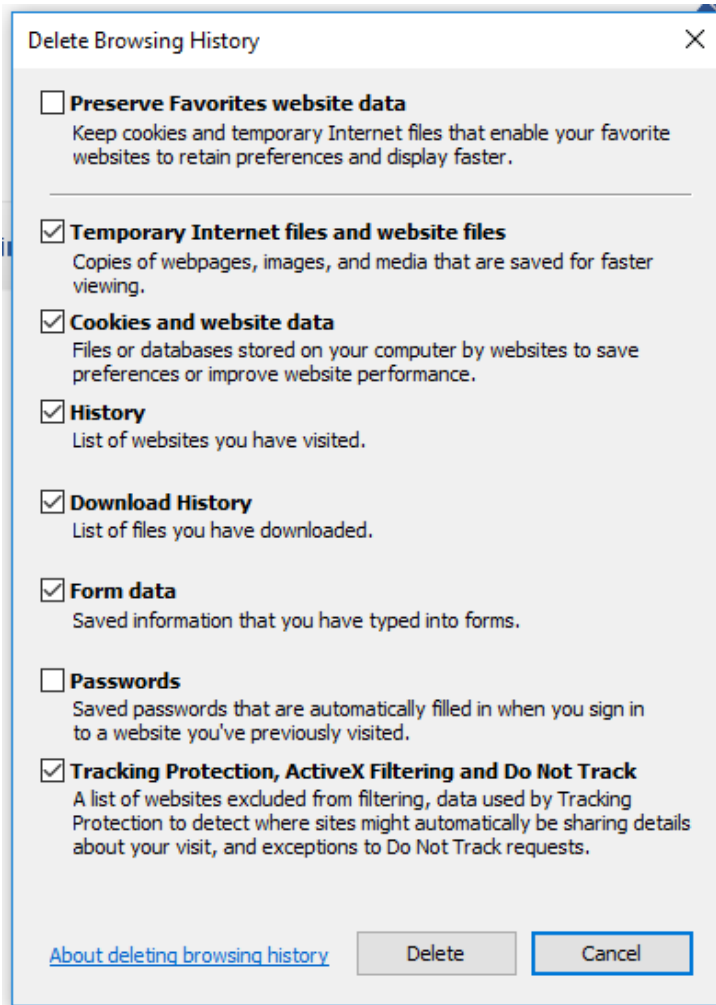 Delete Browsing History
Preserve Favorites website data
Keep cookies and temporary Internet files that enable your favorite
websites to retain preferences and display faster.
Temporary Internet files and website files
Copies of webpages, images, and media that are saved for faster
viewing.
Cookies and website data
Files or databases stored on your computer by websites to save
preferences or improve website performance.
History
List of websites you have visited.
Download History
List of files you have downloaded.
Form data
Saved information that you have typed into forms.
Passwords
Saved passwords that are automatically filled in when you sign in
to a website you've previously visited.
Tracking Protection, ActiveX Filtering and Do Not Track
A list of websites excluded from filtering, data used by Tracking
Protection to detect where sites might automatically be sharing details
about your visit, and exceptions to Do Not Track requests.
About deleting browsing history Delete Cancel